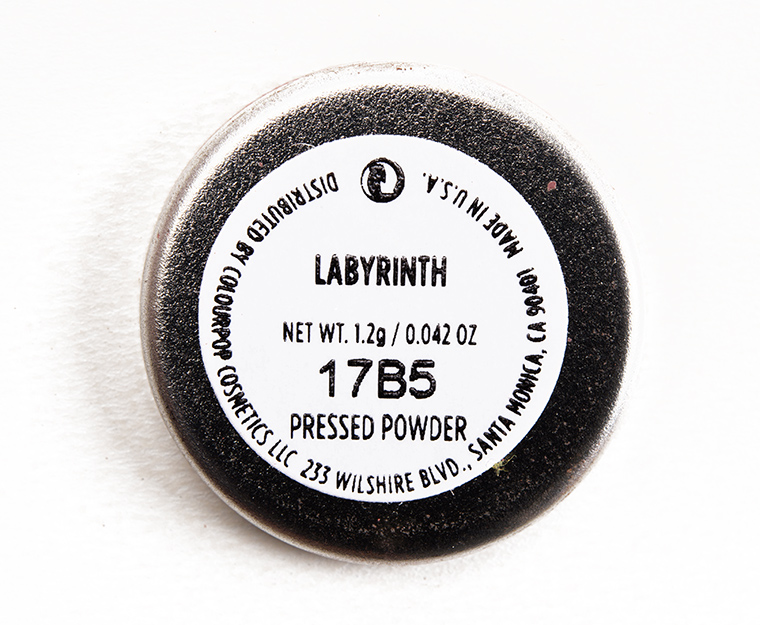 LABYRINTH
NET WT. 1.2g / 0.042 OZ
17B5
PRESSED POWDER
DISTRIBUTED BY COLOURPOP COSMETICS LLC 233 WILSHIRE BLVD., SANTA MONICA, CA 90401 MADE IN U.S.A.